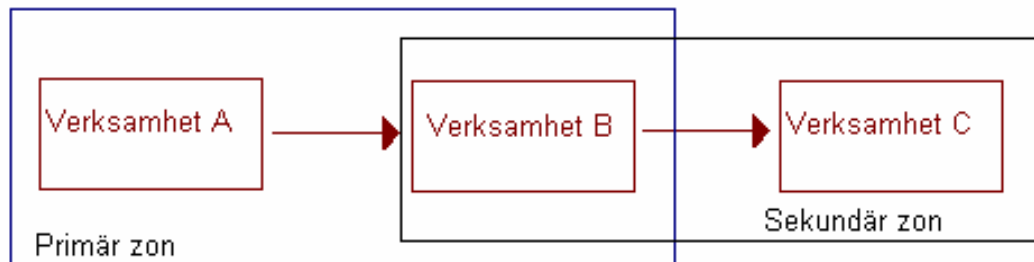 Verksamhet A
Verksamhet B
Verksamhet C
Primär zon
Sekundär zon